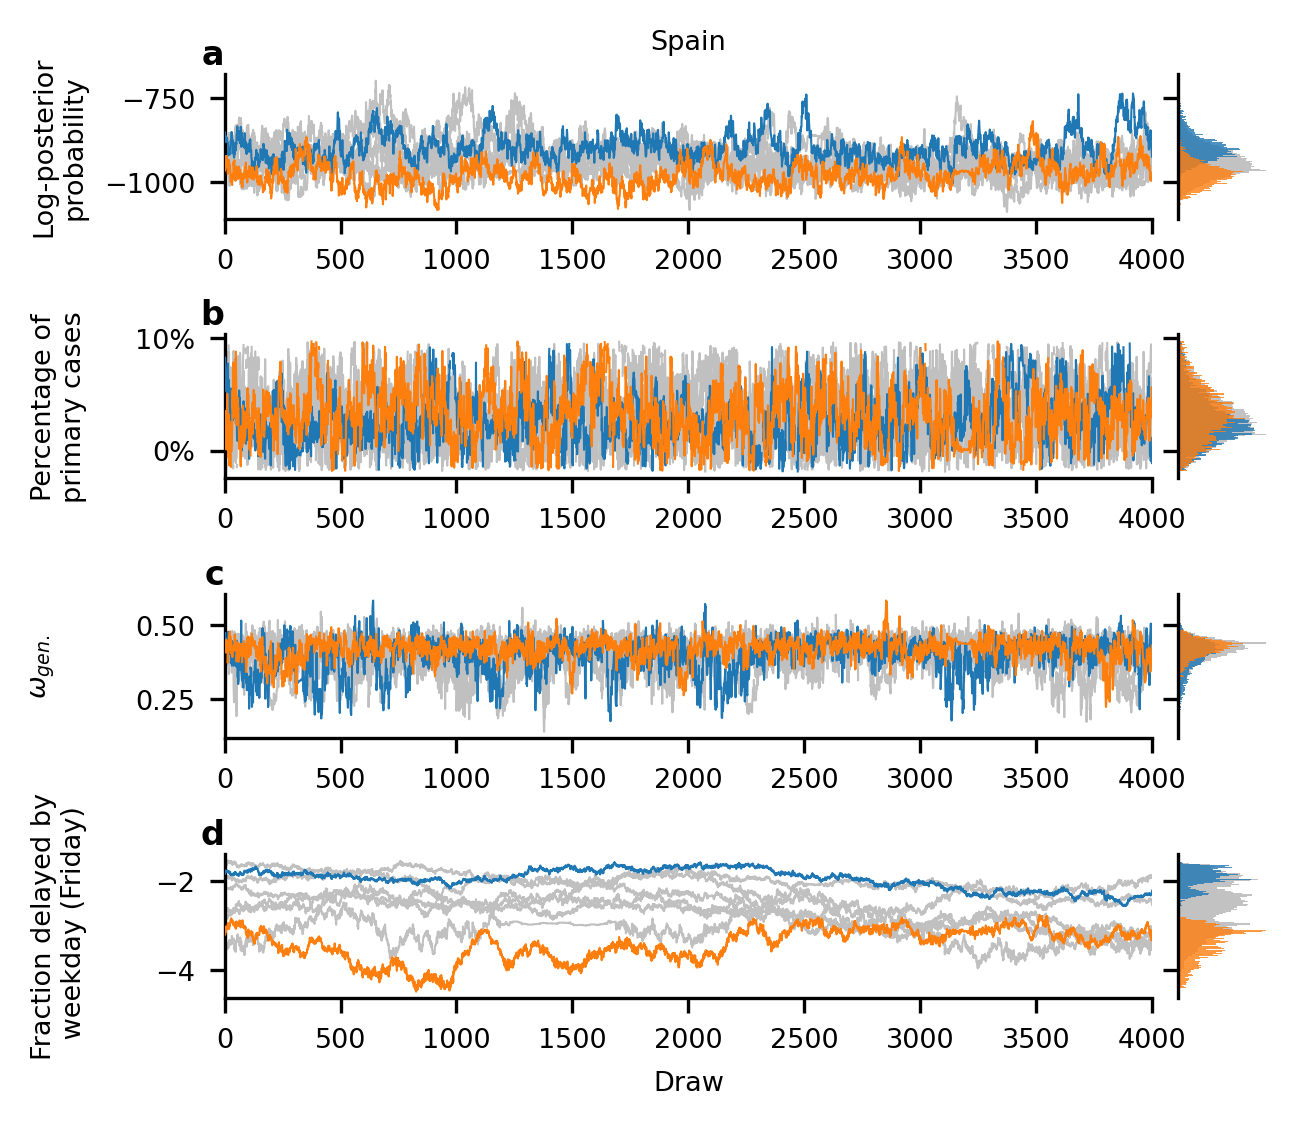 Spain
a
Log-posterior
probability
−750
−1000
0 500 1000 1500 2000 2500 3000 3500 4000
b
Percentage of
primary cases
10%
0%
0 500 1000 1500 2000 2500 3000 3500 4000
c
ω_gen.
0.50
0.25
0 500 1000 1500 2000 2500 3000 3500 4000
d
Fraction delayed by
weekday (Friday)
−2
−4
0 500 1000 1500 2000 2500 3000 3500 4000
Draw